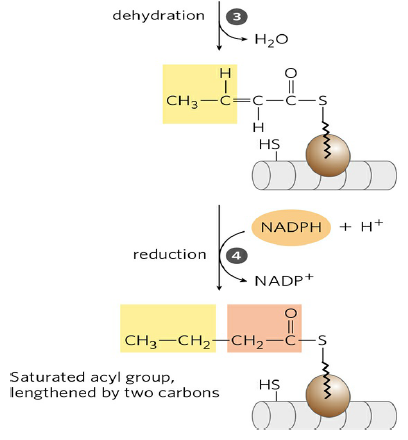 dehydration 3
H₂O
H O
CH₃—C=C—C—S
H
HS
NADPH + H⁺
reduction 4
NADP⁺
O
CH₃—CH₂—CH₂—C—S
Saturated acyl group,
lengthened by two carbons
HS